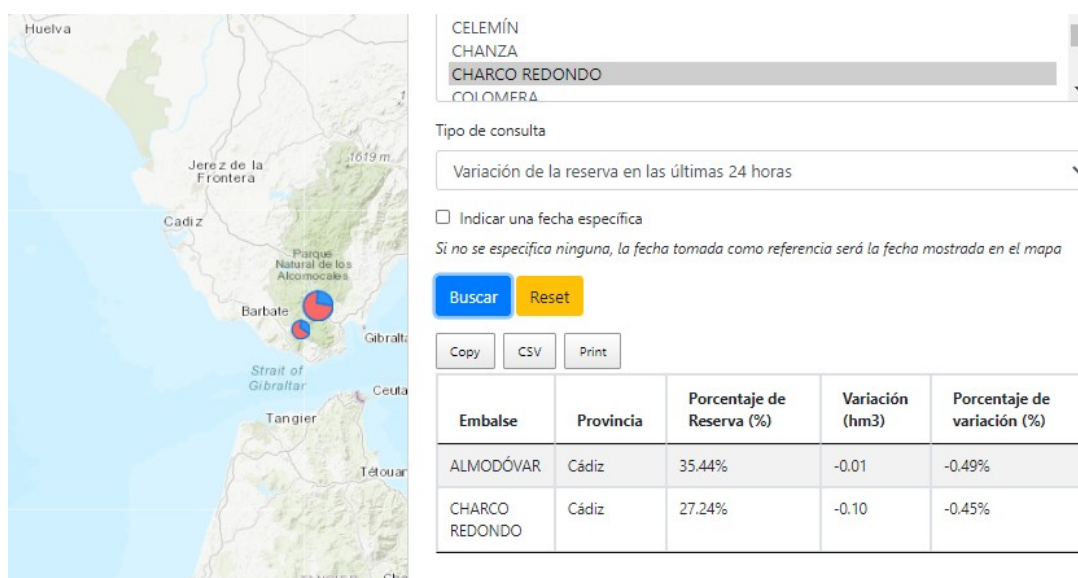 Huelva
Jerez de la
Frontera
1619 m.
Cadiz
Parque
Natural de los
Alcornocales
Barbate
Strait of
Gibraltar
Ceuta
Tangier
CELEMÍN
CHANZA
CHARCO REDONDO
COLOMERA
Tipo de consulta
Variación de la reserva en las últimas 24 horas
Indicar una fecha específica
Si no se especifica ninguna, la fecha tomada como referencia será la fecha mostrada en el mapa
Buscar Reset
Copy CSV Print
Embalse Provincia Porcentaje de Reserva (%) Variación (hm3) Porcentaje de variación (%)
ALMODÓVAR Cádiz 35.44% -0.01 -0.49%
CHARCO REDONDO Cádiz 27.24% -0.10 -0.45%